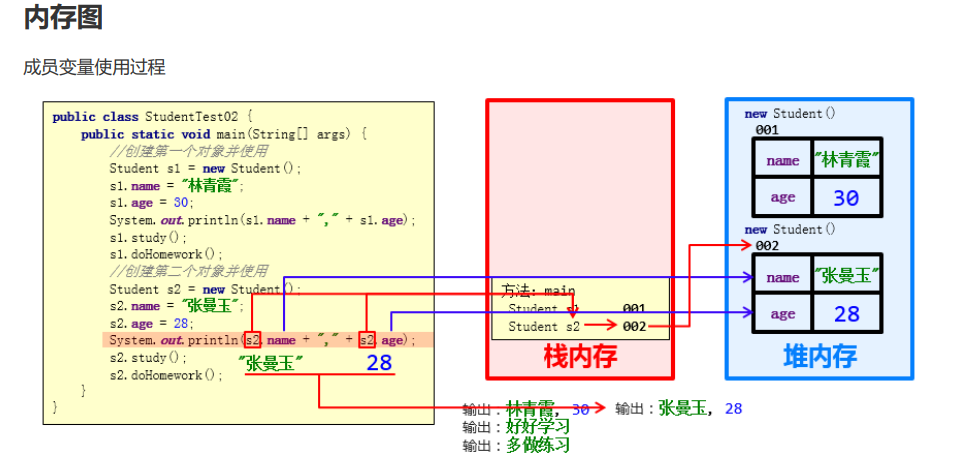 内存图
成员变量使用过程
public class StudentTest02 {
public static void main(String[] args) {
//创建第一个对象并使用
Student s1 = new Student();
s1.name = "林青霞";
s1.age = 30;
System.out.println(s1.name + "," + s1.age);
s1.study();
s1.doHomework();
//创建第二个对象并使用
Student s2 = new Student();
s2.name = "张曼玉";
s2.age = 28;
System.out.println(s2.name + "," + s2.age);
s2.study();
s2.doHomework();
}
}
"张曼玉" 28
方法: main
Student s1 001
Student s2 002
栈内存
new Student()
001
name "林青霞"
age 30
new Student()
002
name "张曼玉"
age 28
堆内存
输出：林青霞, 30
输出：好好学习
输出：多做练习
输出：张曼玉, 28